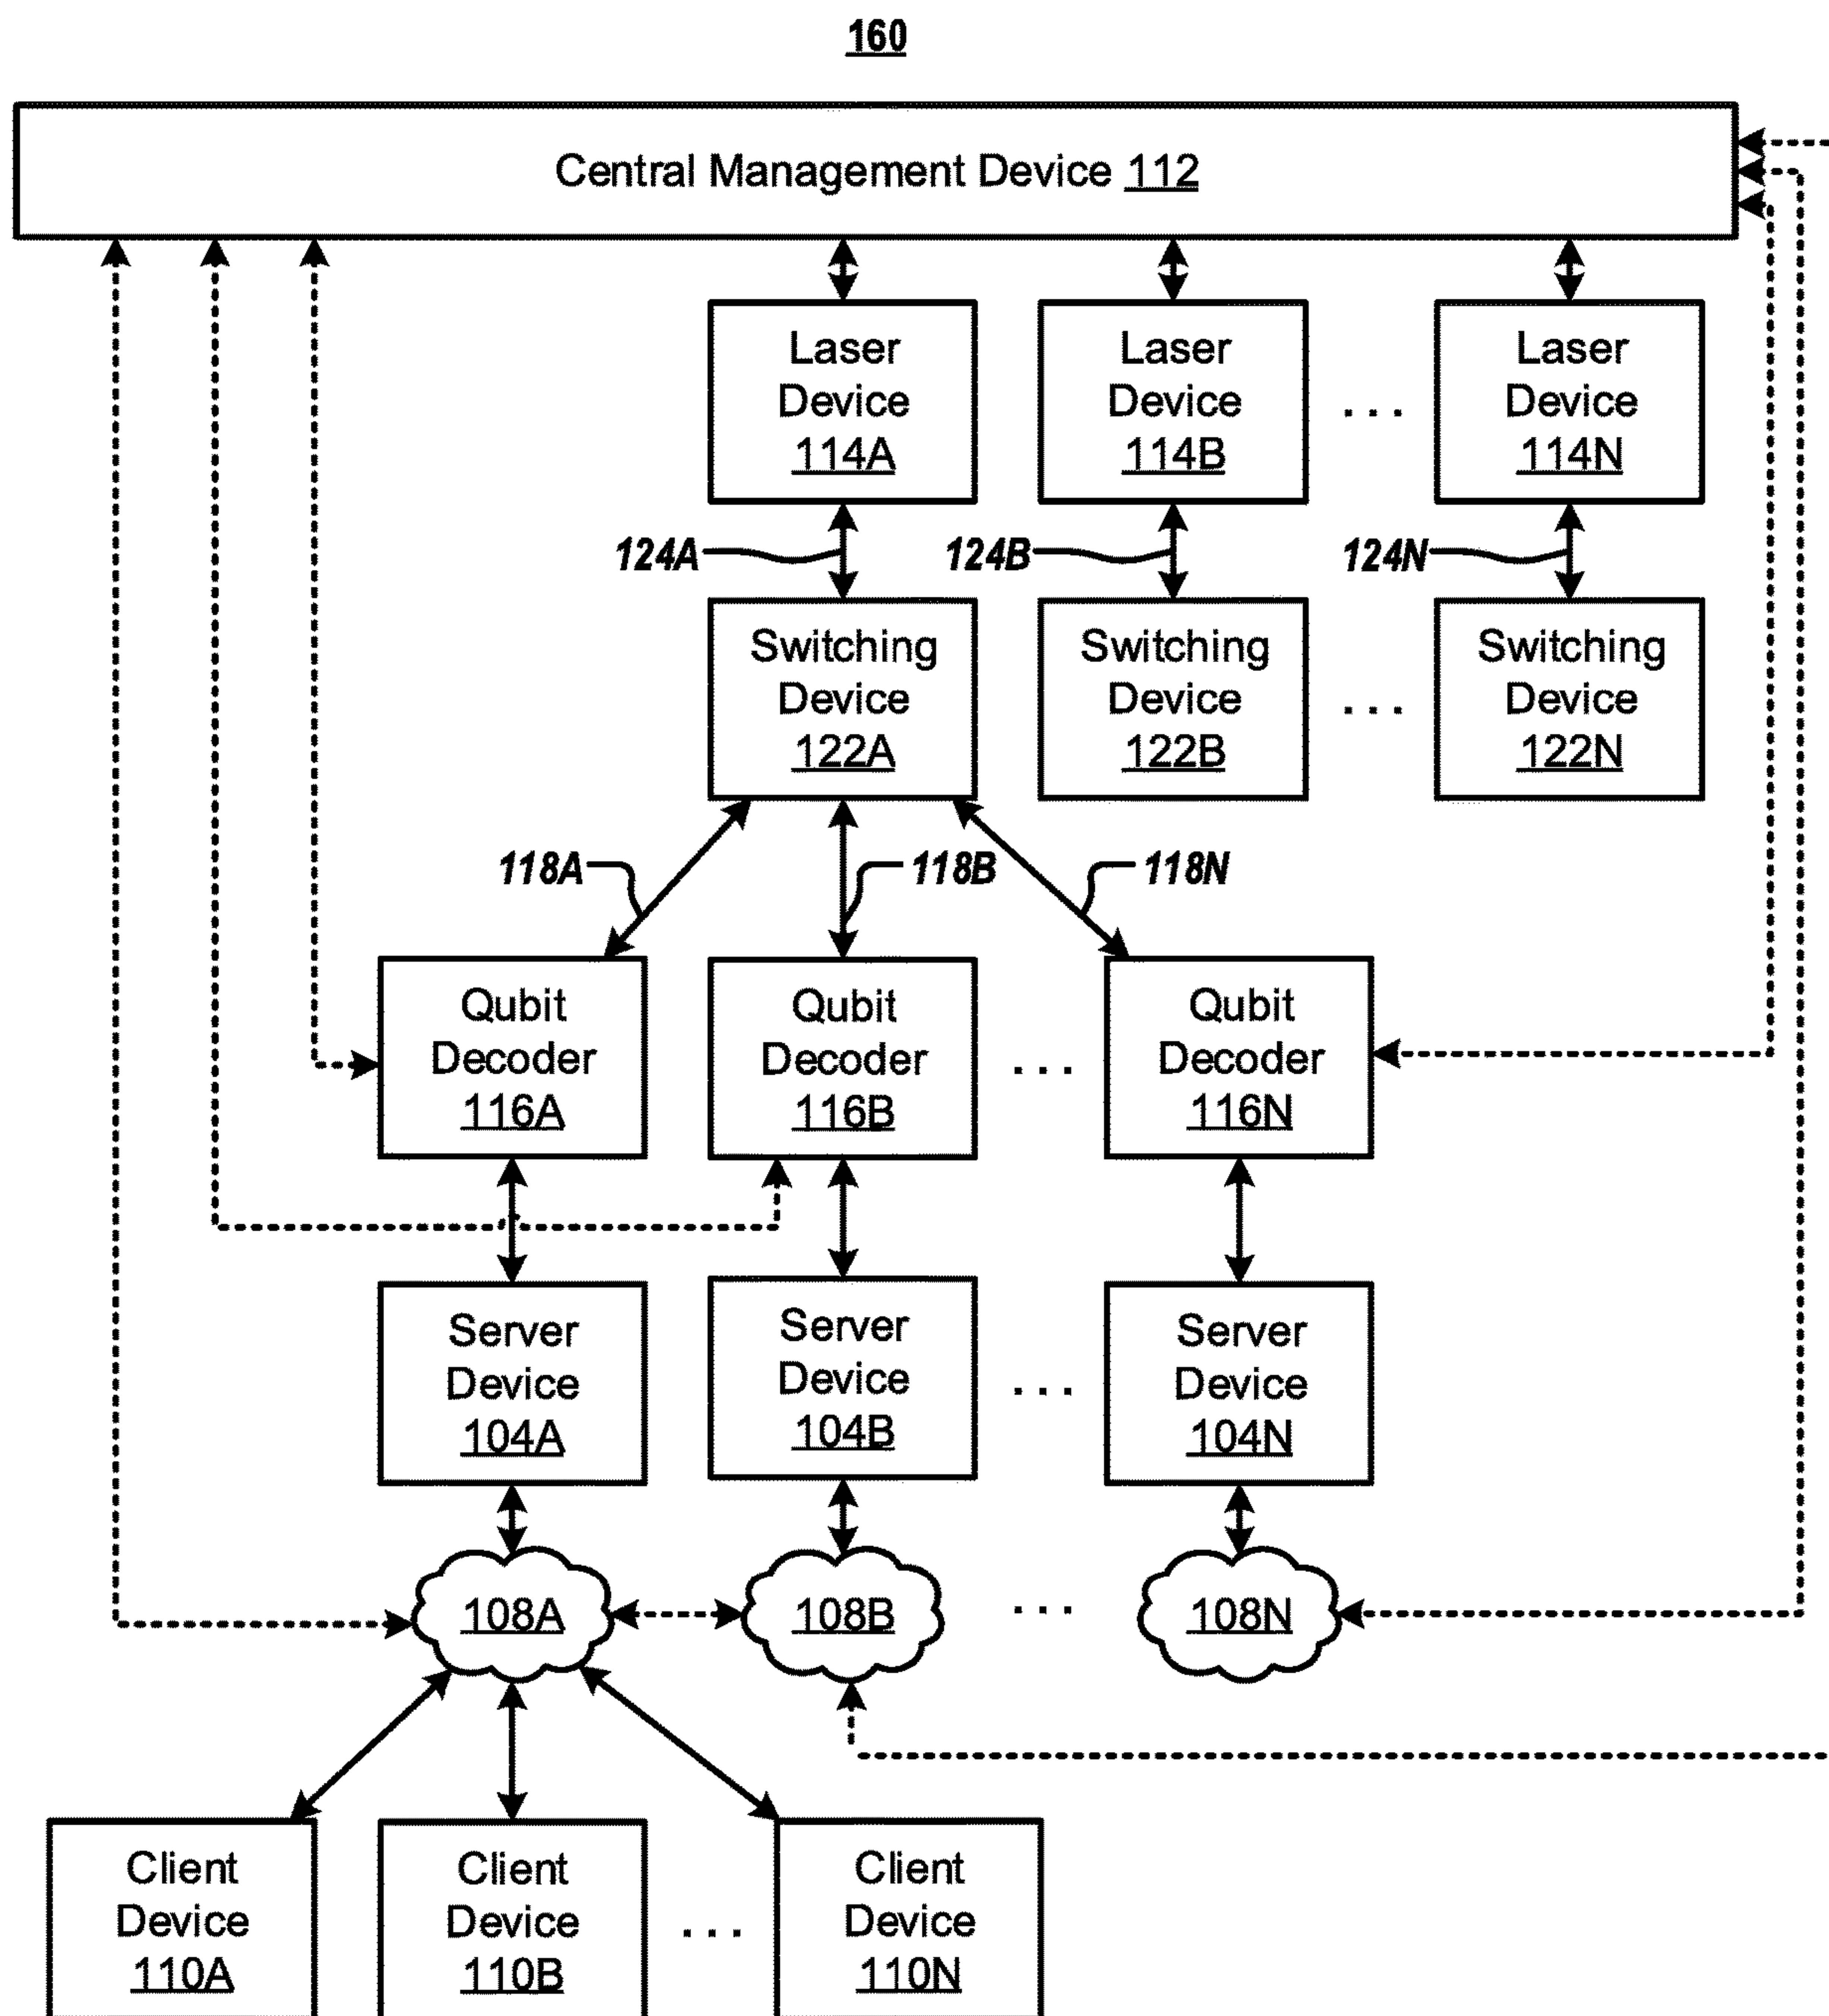 160
Central Management Device 112
Laser
Device
114A
Laser
Device
114B
. . .
Laser
Device
114N
124A
124B
124N
Switching
Device
122A
Switching
Device
122B
. . .
Switching
Device
122N
118A
118B
118N
Qubit
Decoder
116A
Qubit
Decoder
116B
. . .
Qubit
Decoder
116N
Server
Device
104A
Server
Device
104B
. . .
Server
Device
104N
108A
108B
. . .
108N
Client
Device
110A
Client
Device
110B
. . .
Client
Device
110N